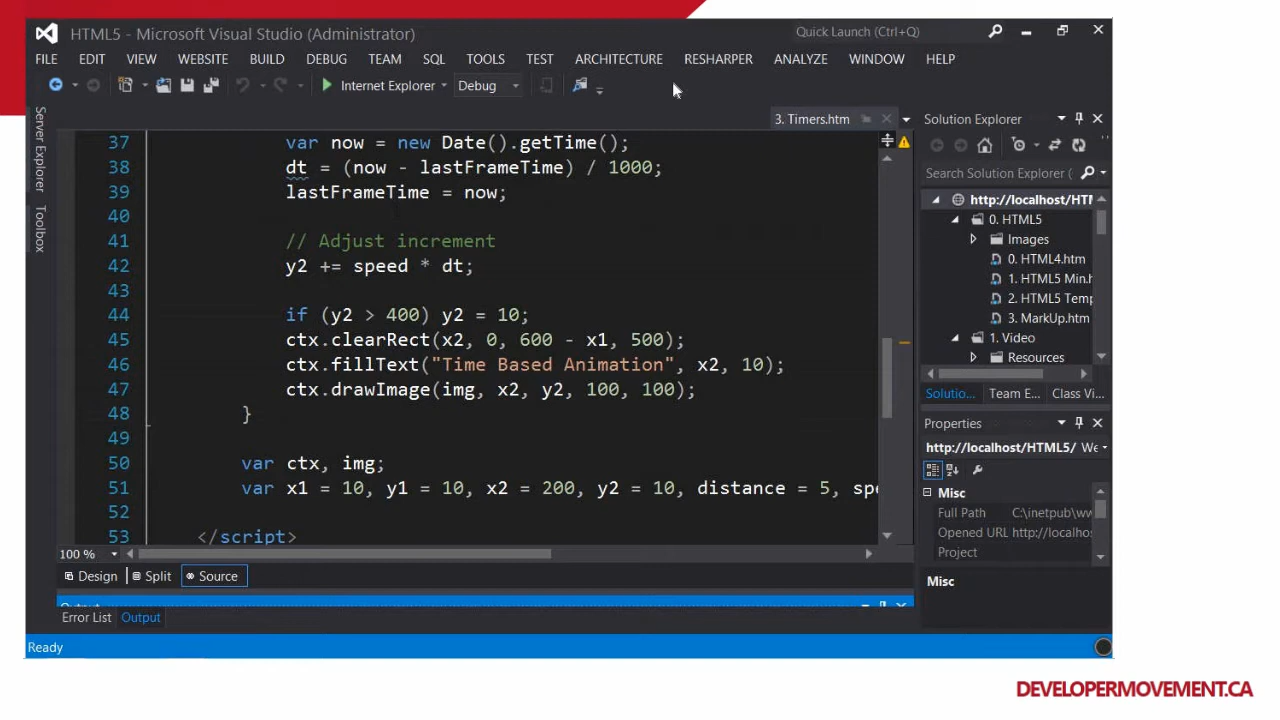 HTML5 - Microsoft Visual Studio (Administrator)
Quick Launch (Ctrl+Q)
FILE EDIT VIEW WEBSITE BUILD DEBUG TEAM SQL TOOLS TEST ARCHITECTURE RESHARPER ANALYZE WINDOW HELP
Internet Explorer Debug
Server Explorer
Toolbox
3. Timers.htm
37 var now = new Date().getTime();
38 dt = (now - lastFrameTime) / 1000;
39 lastFrameTime = now;
40
41 // Adjust increment
42 y2 += speed * dt;
43
44 if (y2 > 400) y2 = 10;
45 ctx.clearRect(x2, 0, 600 - x1, 500);
46 ctx.fillText("Time Based Animation", x2, 10);
47 ctx.drawImage(img, x2, y2, 100, 100);
48 }
49
50 var ctx, img;
51 var x1 = 10, y1 = 10, x2 = 200, y2 = 10, distance = 5, spe
52
53 </script>
100 %
Design Split Source
Output
Error List Output
Ready
Solution Explorer
Search Solution Explorer
http://localhost/HTM
0. HTML5
Images
0. HTML4.htm
1. HTML5 Min.h
2. HTML5 Temp
3. MarkUp.htm
1. Video
Resources
Solutio... Team E... Class Vi...
Properties
http://localhost/HTML5/ We
Misc
Full Path C:\inetpub\ww
Opened URL http://localhos
Project
Misc
DEVELOPERMOVEMENT.CA